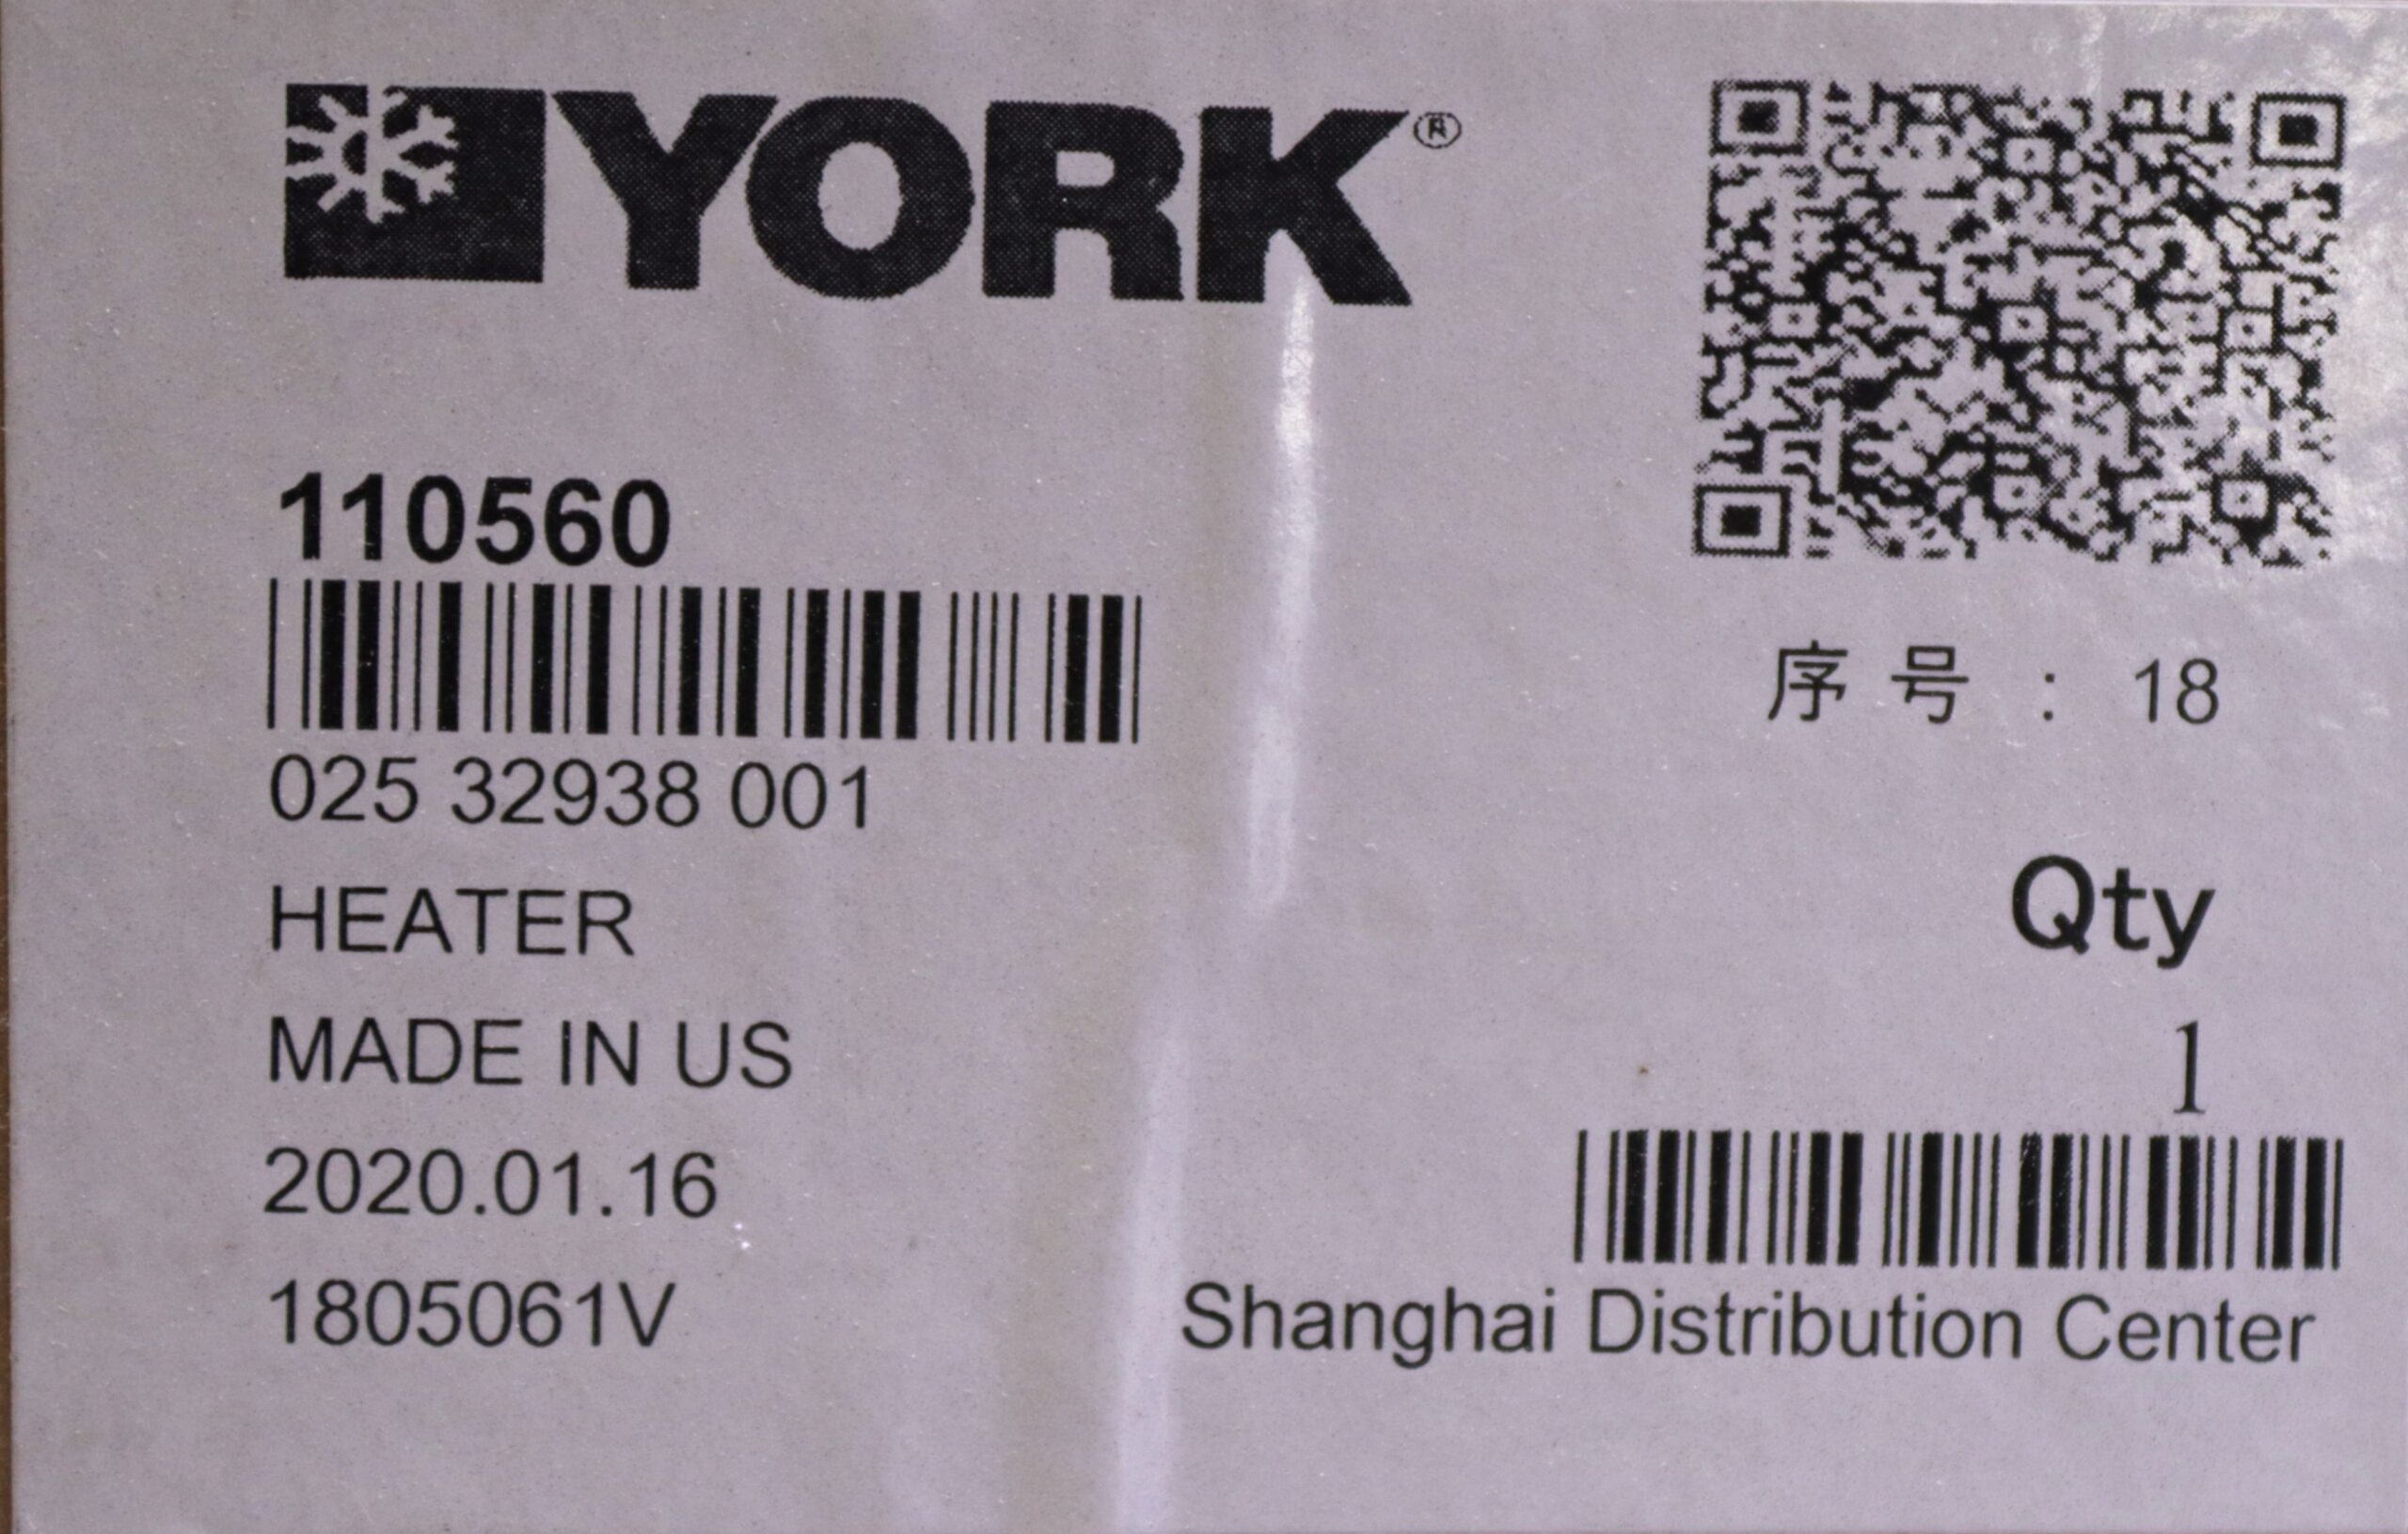 YORK®
110560
025 32938 001
HEATER
MADE IN US
2020.01.16
1805061V
序号：18
Qty
1
Shanghai Distribution Center